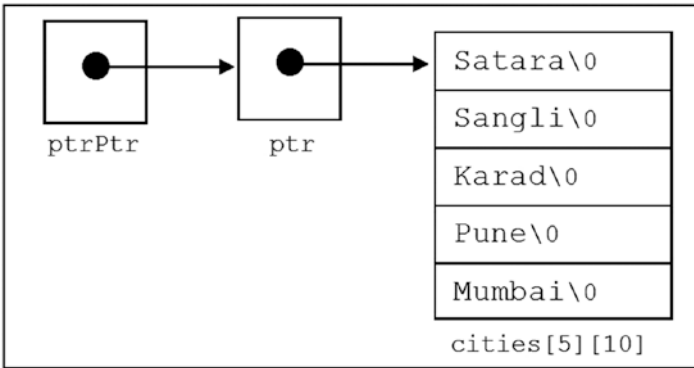 Satara\0
Sangli\0
Karad\0
Pune\0
Mumbai\0
ptrPtr
ptr
cities[5][10]